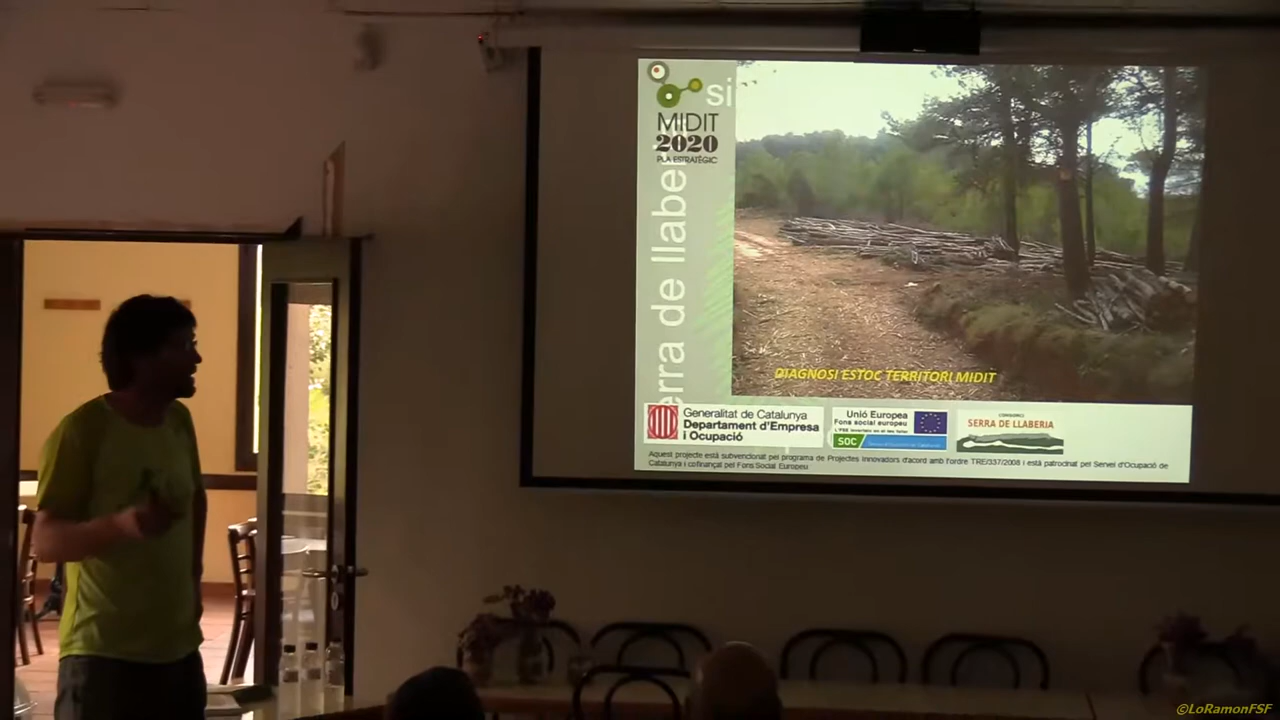 si
MIDIT
2020
PLA ESTRATÈGIC
erra de llabe
DIAGNOSI ESTOC TERRITORI MIDIT
Generalitat de Catalunya
Departament d'Empresa
i Ocupació
Unió Europea
Fons social europeu
SOC
CONSORCI
SERRA DE LLABERIA
Aquest projecte està subvencionat pel programa de Projectes Innovadors d'acord amb l'ordre TRE/337/2008 i està patrocinat pel Servei d'Ocupació de
Catalunya i cofinançat pel Fons Social Europeu
©LoRamonFSF